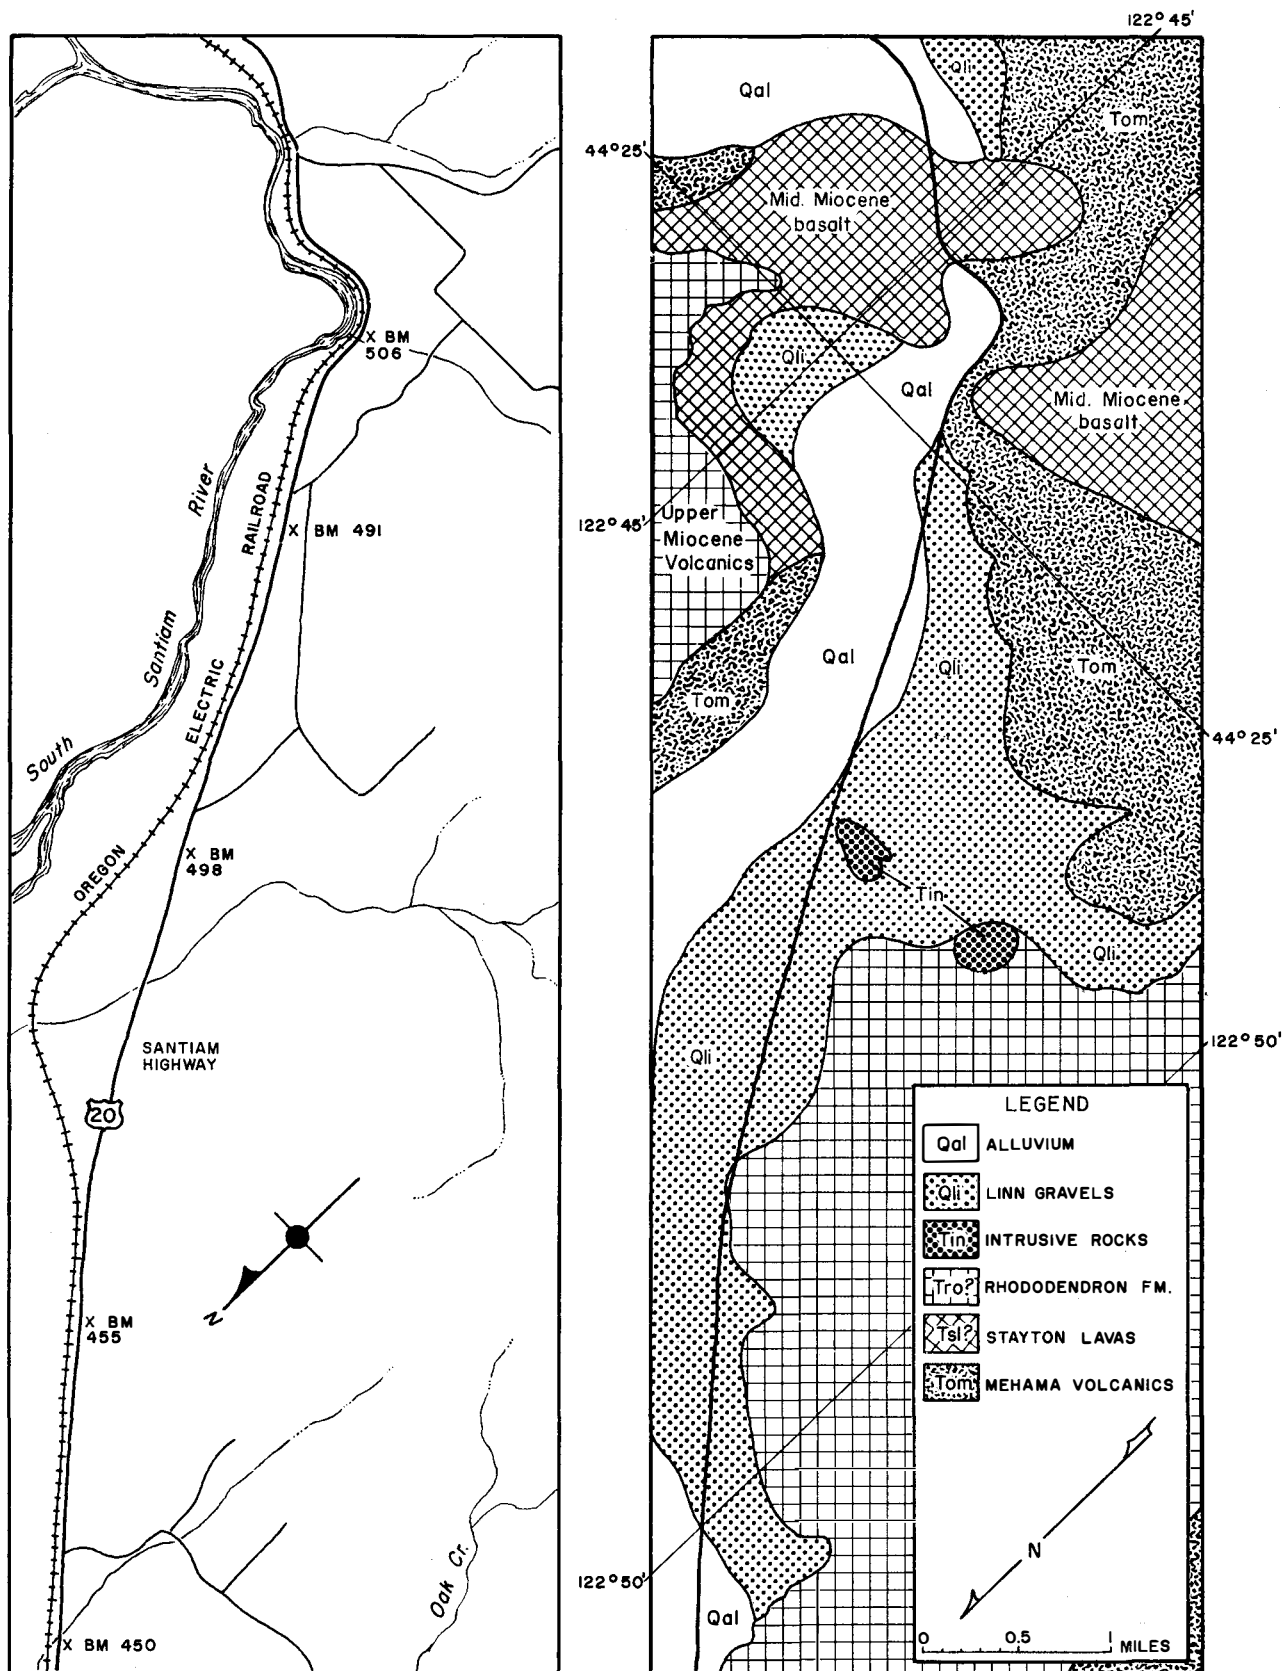 X BM
506
River
RAILROAD
X BM 491
Santiam
ELECTRIC
South
OREGON
X BM
498
SANTIAM
HIGHWAY
20
N
X BM
455
Oak Cr.
X BM 450
122° 45'
Qli
Qal
Tom
44° 25'
Mid. Miocene
basalt
Qli
Qal
Mid. Miocene
basalt
122° 45'
Upper
Miocene
Volcanics
Qal
Qli
Tom
Tom
44° 25'
Tin
Qli
122° 50'
Qli
LEGEND
Qal ALLUVIUM
Qli LINN GRAVELS
Tin INTRUSIVE ROCKS
Tro? RHODODENDRON FM.
Tsl? STAYTON LAVAS
Tom MEHAMA VOLCANICS
N
122° 50'
Qal
0 0.5 1 MILES